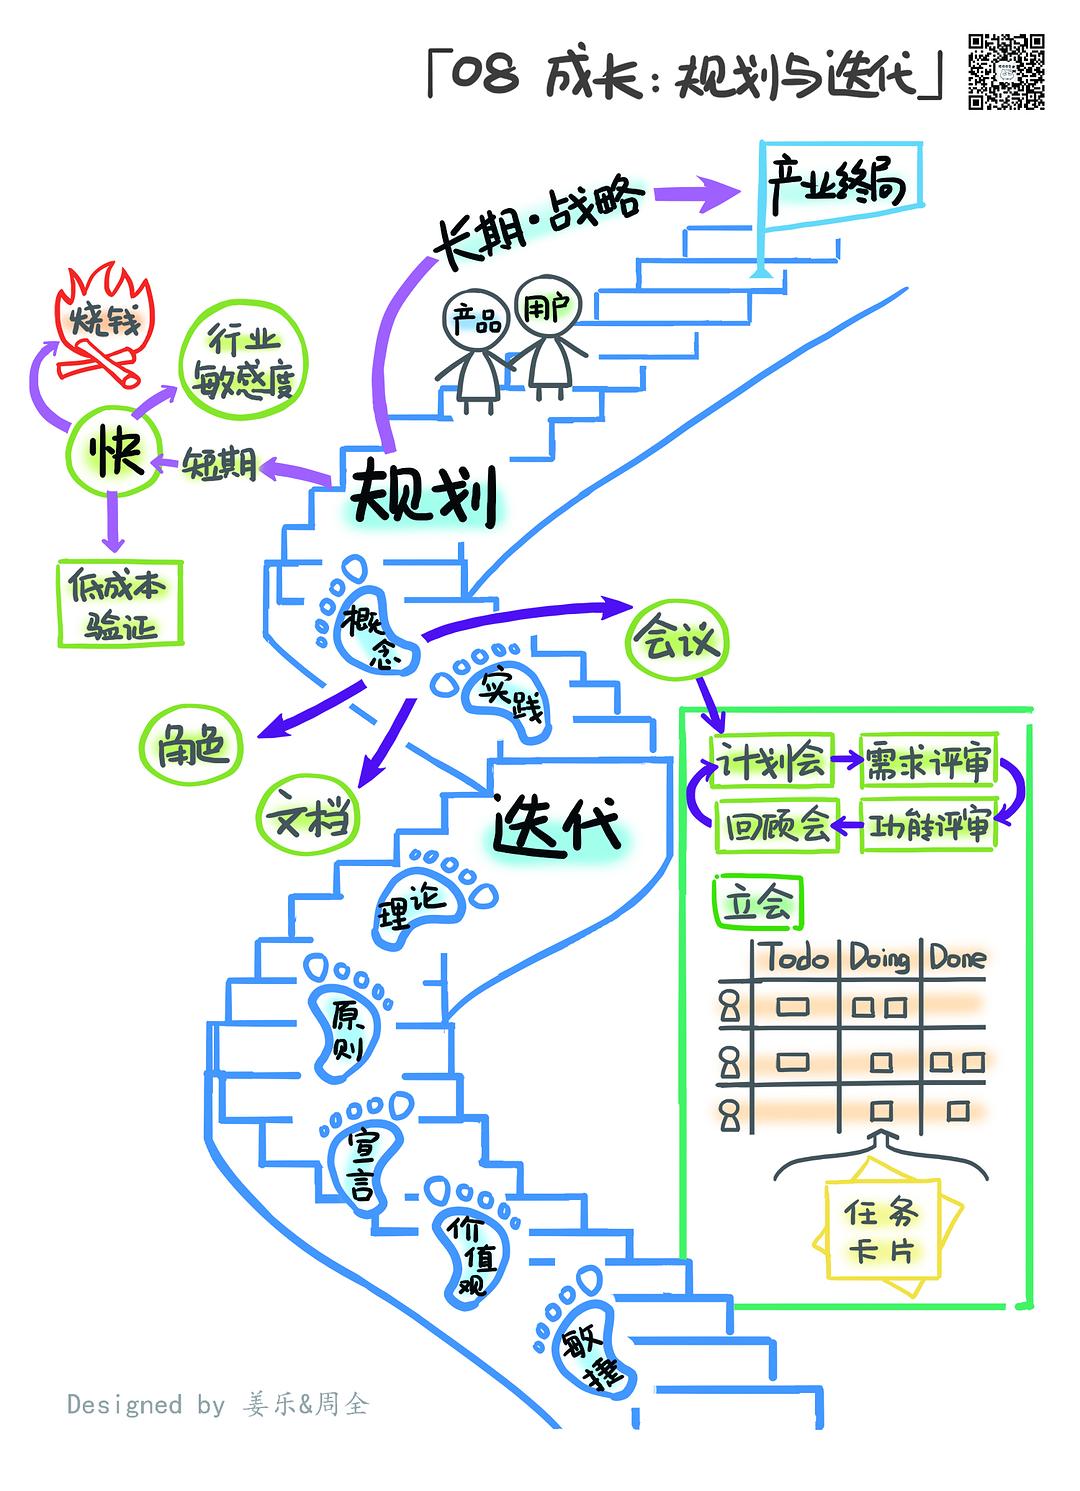 「08 成长：规划与迭代」
产业终局
长期·战略
产品
用户
烧钱
行业
敏感度
快
短期
规划
低成本
验证
概
念
会议
实
践
角色
文档
计划会
需求评审
回顾会
功能评审
迭代
立会
理论
Todo
Doing
Done
原
则
宣
言
价
值
观
任务
卡片
敏
捷
Designed by 姜乐&周全